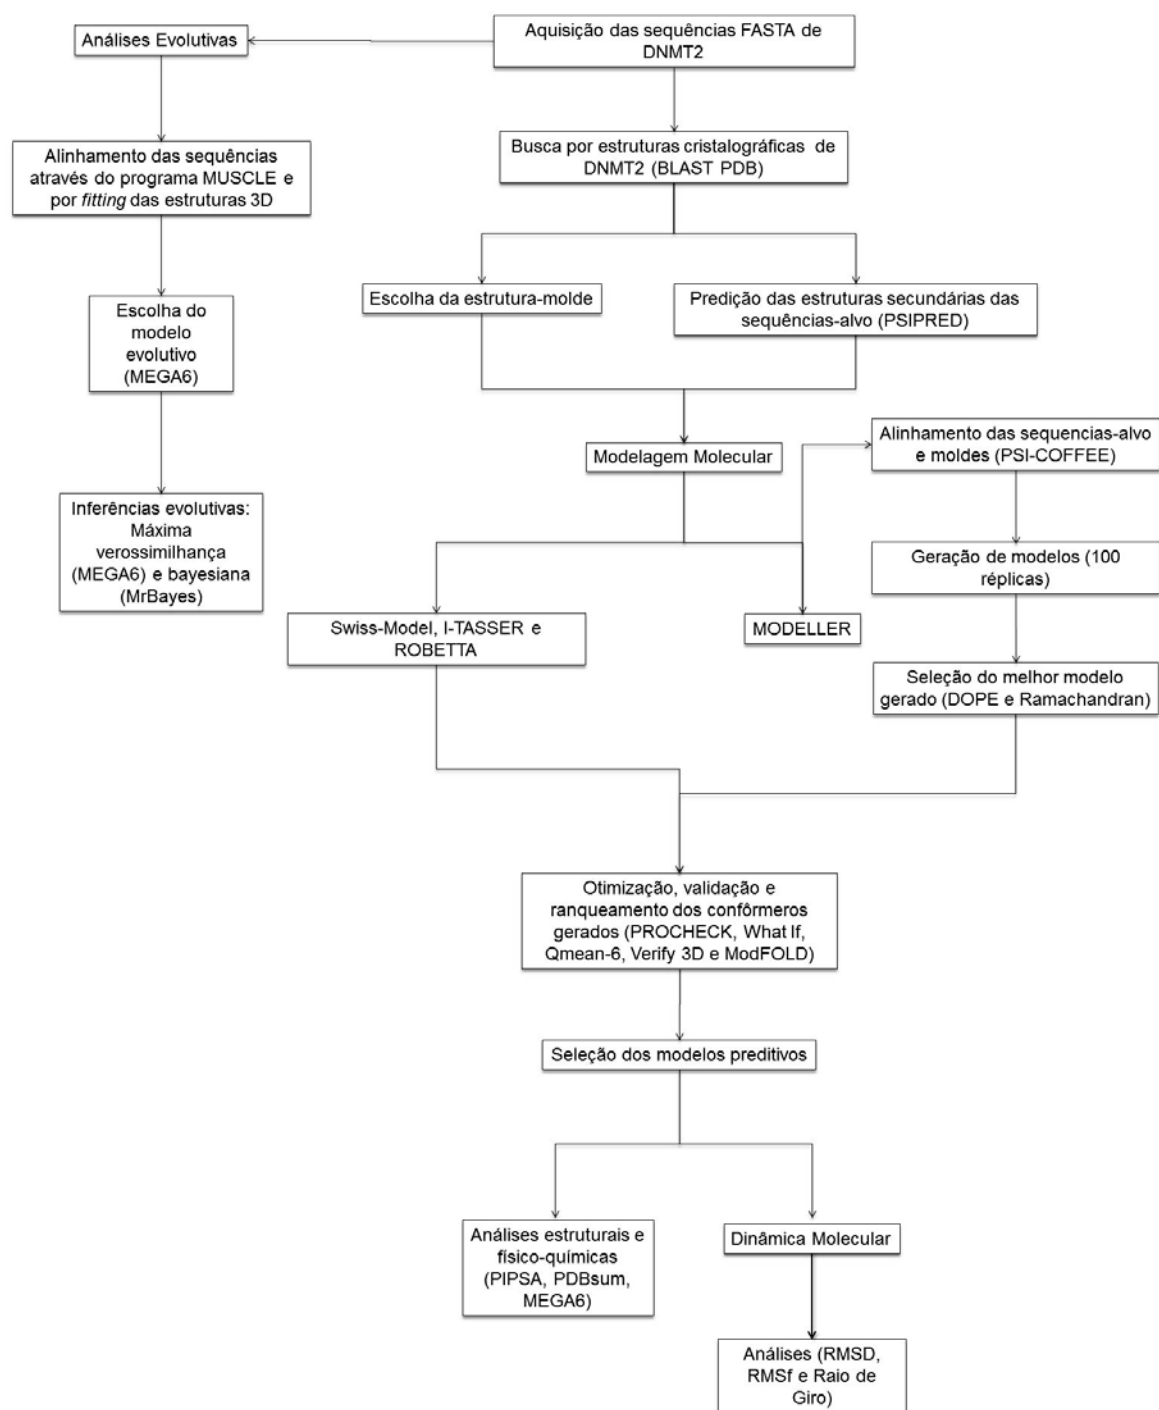 Análises Evolutivas
Aquisição das sequências FASTA de
DNMT2
Alinhamento das sequências
através do programa MUSCLE e
por fitting das estruturas 3D
Busca por estruturas cristalográficas de
DNMT2 (BLAST PDB)
Escolha do
modelo
evolutivo
(MEGA6)
Escolha da estrutura-molde
Predição das estruturas secundárias das
sequências-alvo (PSIPRED)
Inferências evolutivas:
Máxima
verossimilhança
(MEGA6) e bayesiana
(MrBayes)
Modelagem Molecular
Alinhamento das sequencias-alvo
e moldes (PSI-COFFEE)
Geração de modelos (100
réplicas)
Swiss-Model, I-TASSER e
ROBETTA
MODELLER
Seleção do melhor modelo
gerado (DOPE e Ramachandran)
Otimização, validação e
ranqueamento dos confôrmeros
gerados (PROCHECK, What If,
Qmean-6, Verify 3D e ModFOLD)
Seleção dos modelos preditivos
Análises estruturais e
físico-químicas
(PIPSA, PDBsum,
MEGA6)
Dinâmica Molecular
Análises (RMSD,
RMSf e Raio de
Giro)